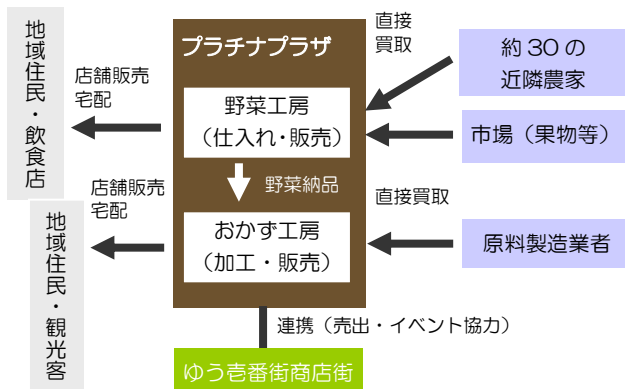 地域住民・飲食店
店舗販売
宅配
プラチナプラザ
直接
買取
約30の
近隣農家
野菜工房
（仕入れ・販売）
市場（果物等）
野菜納品
地域住民・観光客
店舗販売
宅配
おかず工房
（加工・販売）
直接買取
原料製造業者
連携（売出・イベント協力）
ゆう壱番街商店街